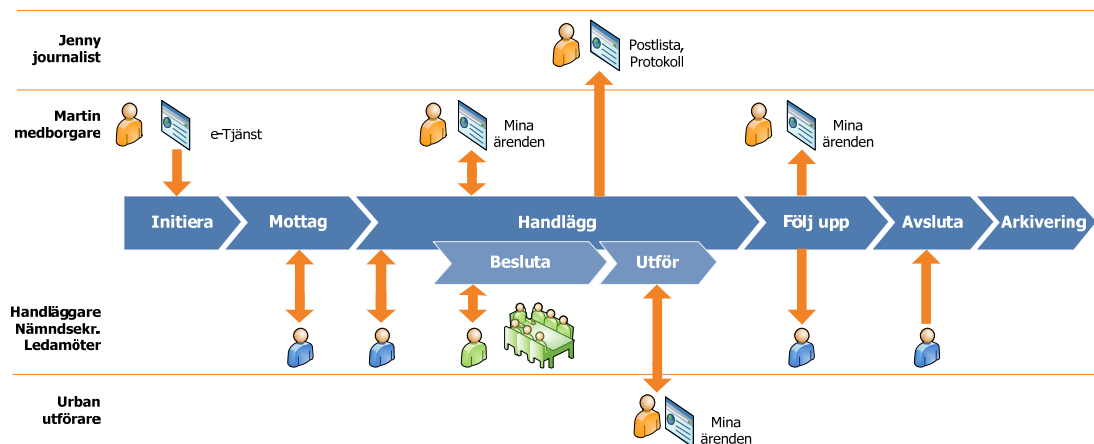 Jenny
journalist
Postlista,
Protokoll
Martin
medborgare
e-Tjänst
Mina
ärenden
Mina
ärenden
Initiera
Mottag
Handlägg
Följ upp
Avsluta
Arkivering
Besluta
Utför
Handläggare
Nämndsekr.
Ledamöter
Urban
utförare
Mina
ärenden